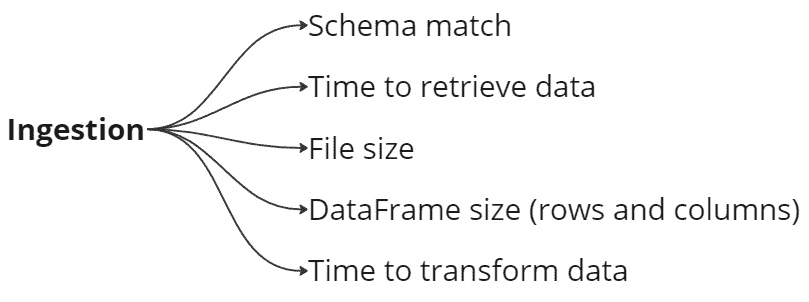 Schema match
Time to retrieve data
Ingestion
File size
DataFrame size (rows and columns)
Time to transform data